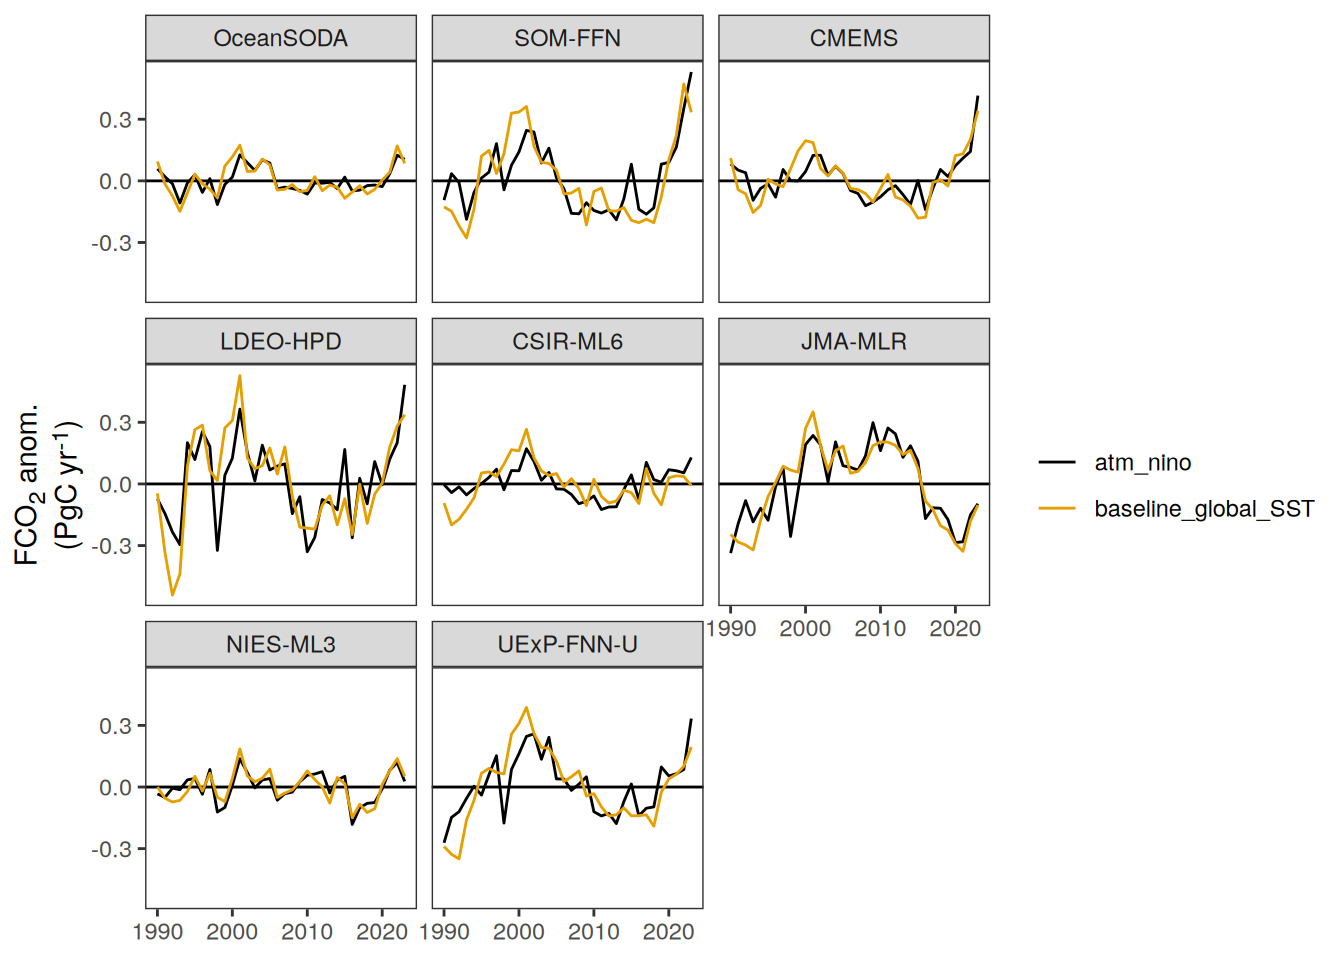 OceanSODA
SOM-FFN
CMEMS
0.3
0.0
-0.3
LDEO-HPD
CSIR-ML6
JMA-MLR
0.3
0.0
-0.3
1990 2000 2010 2020
NIES-ML3
UExP-FNN-U
0.3
0.0
-0.3
1990 2000 2010 2020
1990 2000 2010 2020
FCO2 anom.
(PgC yr-1)
atm_nino
baseline_global_SST